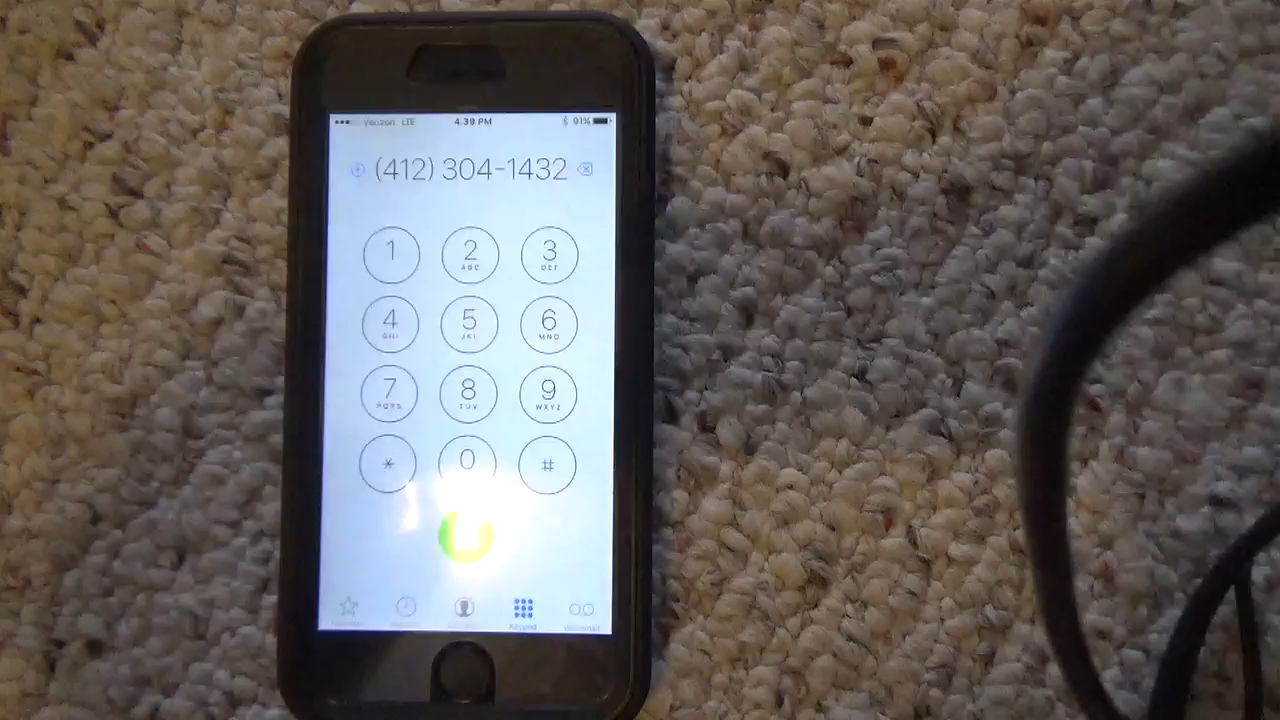 ●●●○○ Verizon LTE 4:39 PM 91%
(412) 304-1432
1 2 3
ABC DEF
4 5 6
GHI JKL MNO
7 8 9
PQRS TUV WXYZ
* 0 #
Keypad Voicemail